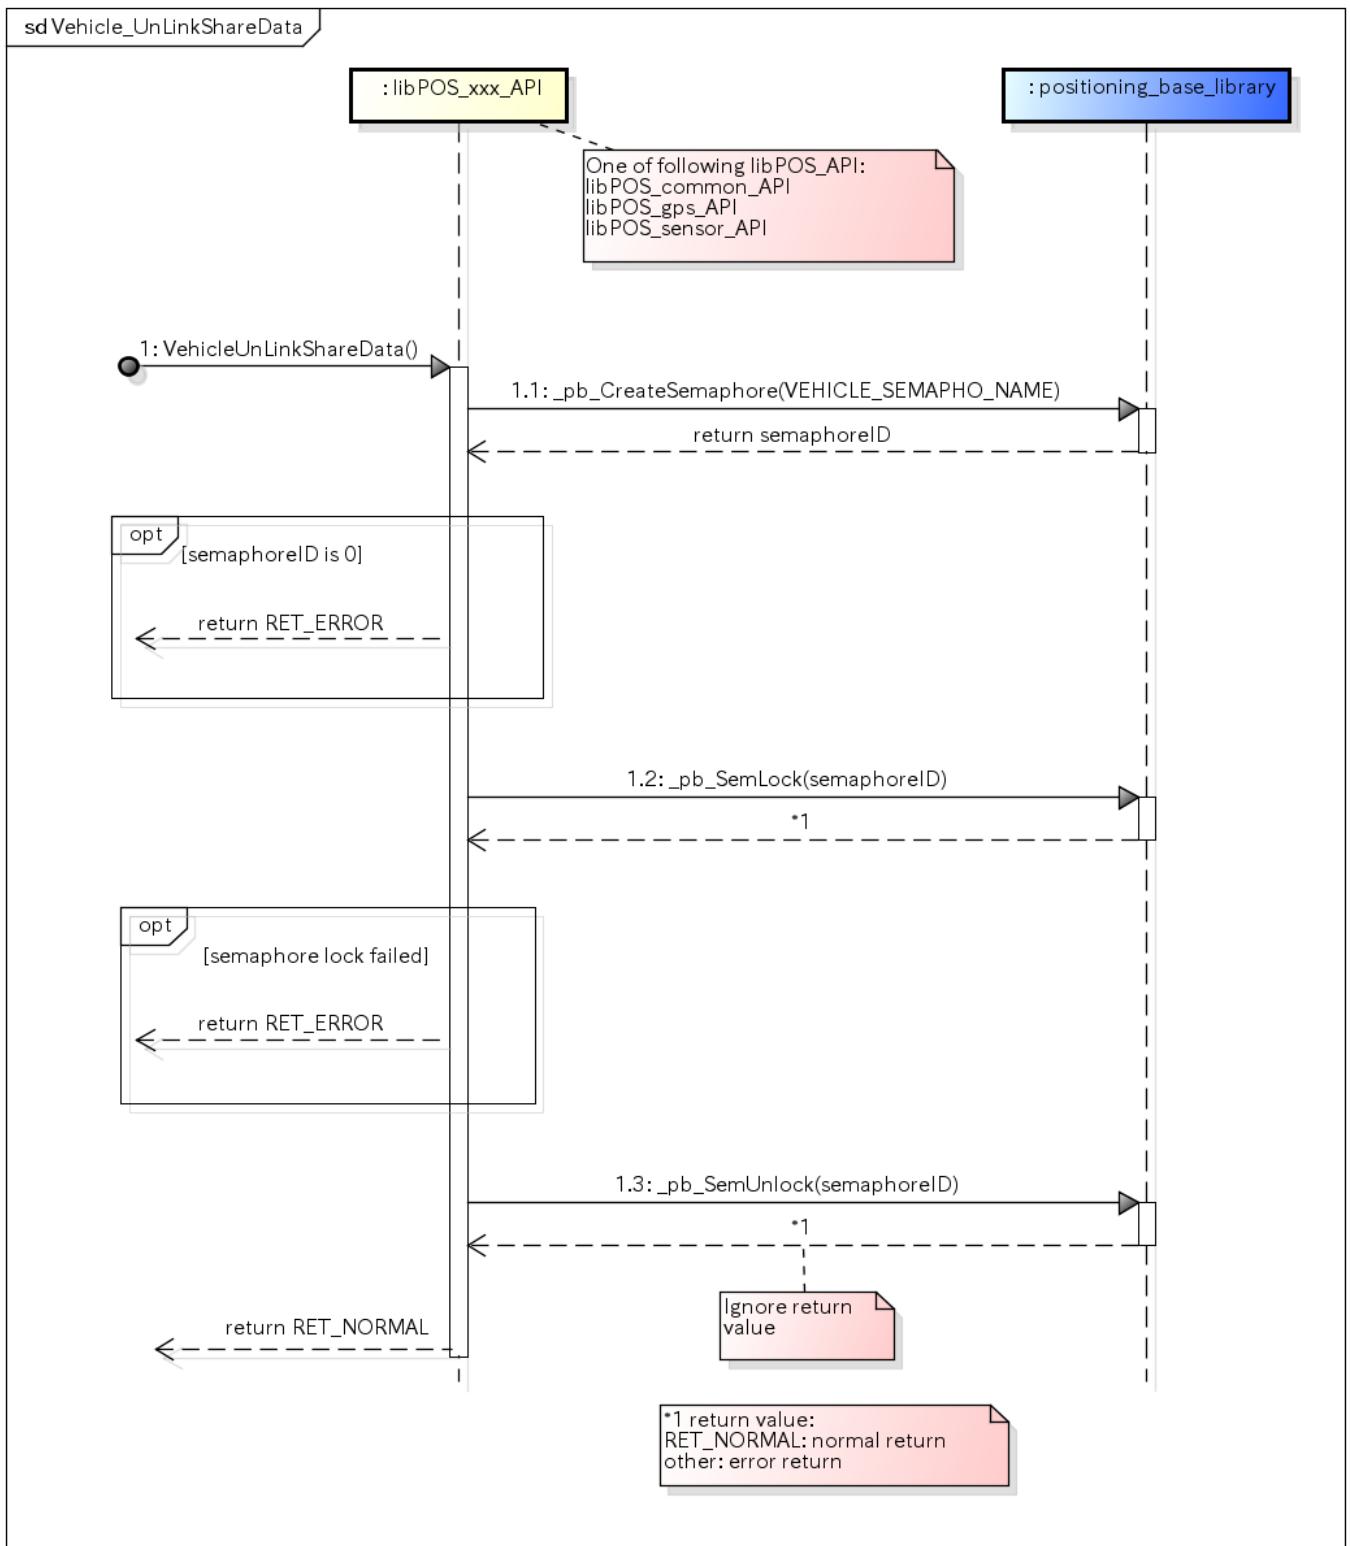 sd Vehicle_UnLinkShareData
: libPOS_xxx_API
: positioning_base_library
One of following libPOS_API:
libPOS_common_API
libPOS_gps_API
libPOS_sensor_API
1: VehicleUnLinkShareData()
1.1: _pb_CreateSemaphore(VEHICLE_SEMAPHO_NAME)
return semaphoreID
opt
[semaphoreID is 0]
return RET_ERROR
1.2: _pb_SemLock(semaphoreID)
*1
opt
[semaphore lock failed]
return RET_ERROR
1.3: _pb_SemUnlock(semaphoreID)
*1
Ignore return
value
return RET_NORMAL
*1 return value:
RET_NORMAL: normal return
other: error return